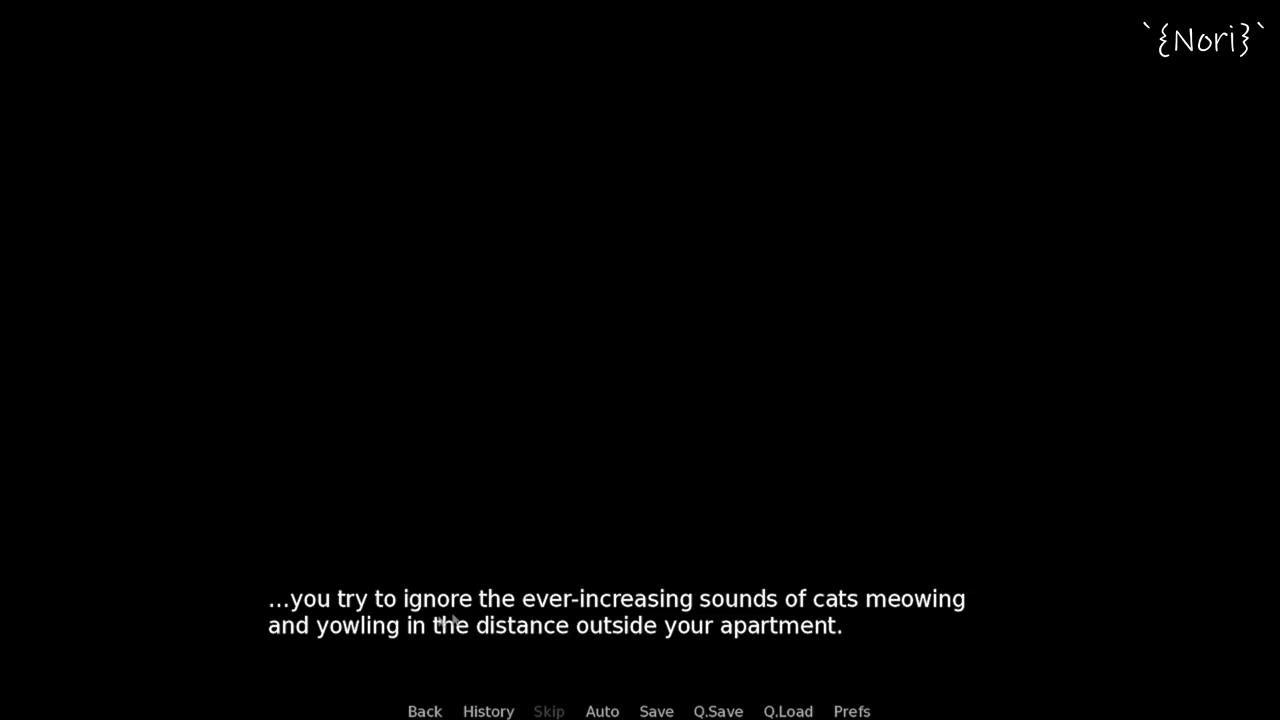 `{Nori}`
...you try to ignore the ever-increasing sounds of cats meowing
and yowling in the distance outside your apartment.
Back History Skip Auto Save Q.Save Q.Load Prefs